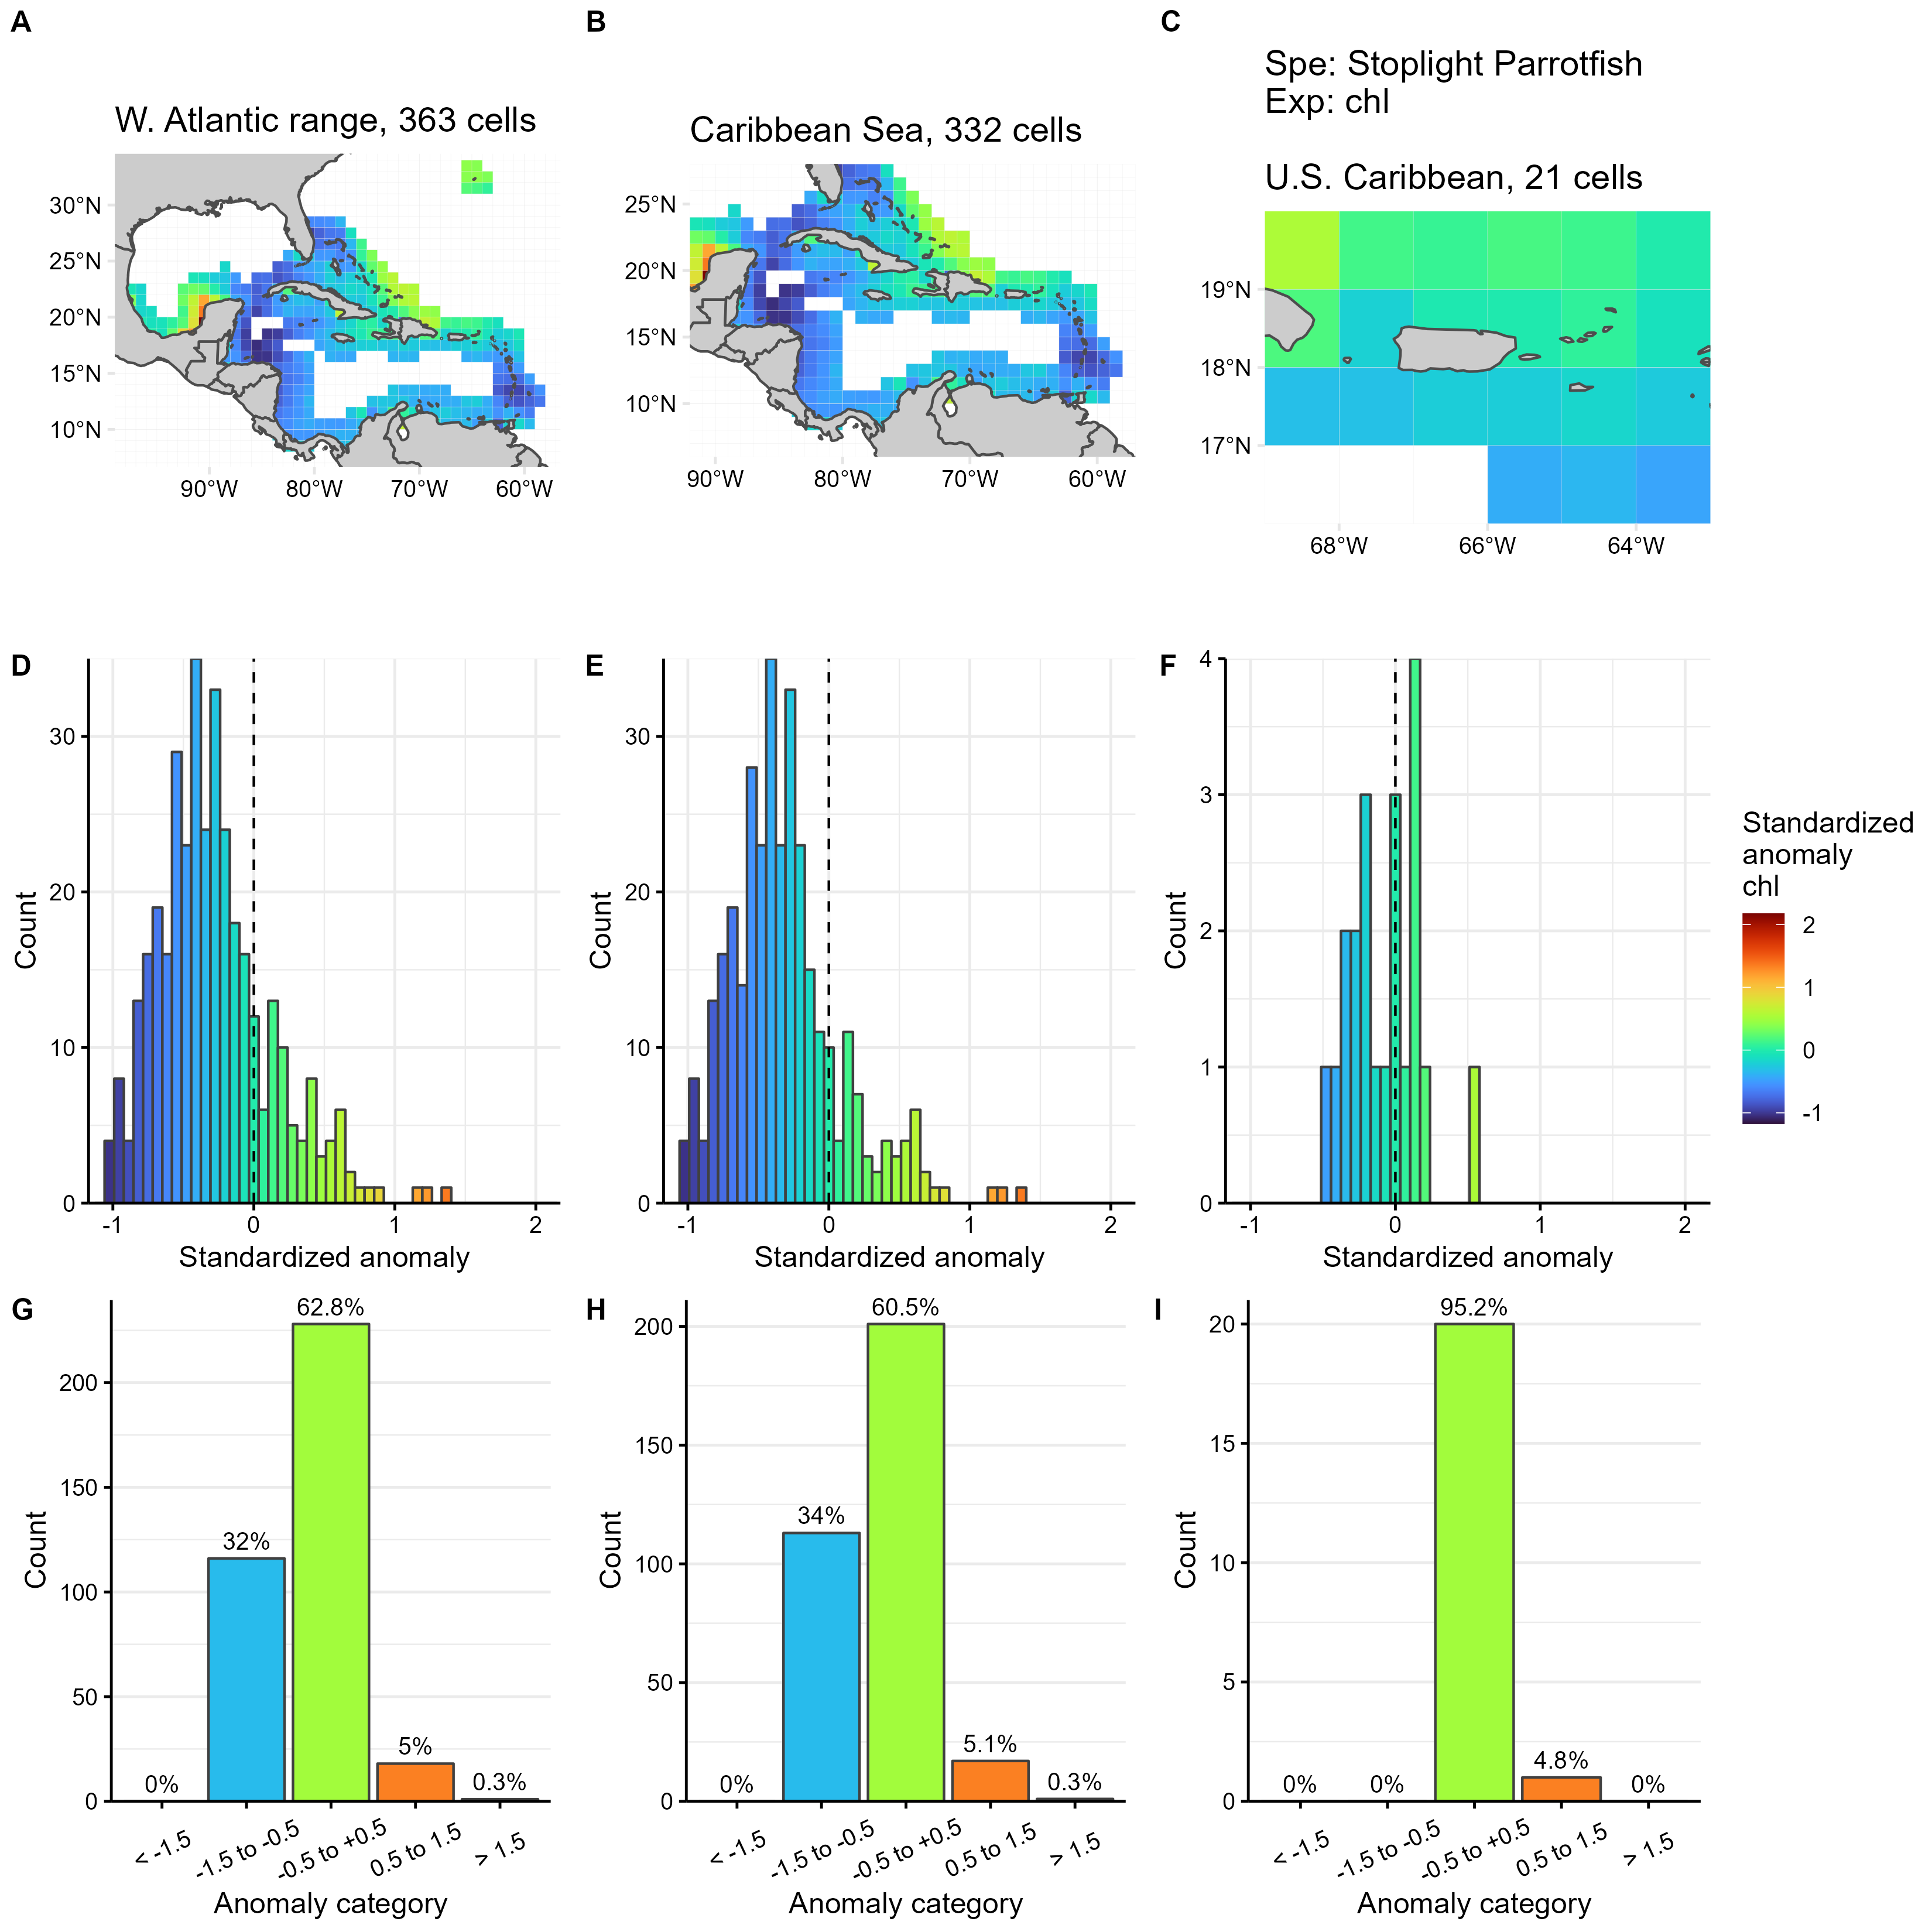 A
B
C
W. Atlantic range, 363 cells
Caribbean Sea, 332 cells
Spe: Stoplight Parrotfish
Exp: chl
U.S. Caribbean, 21 cells
30°N
25°N
20°N
15°N
10°N
90°W 80°W 70°W 60°W
25°N
20°N
15°N
10°N
90°W 80°W 70°W 60°W
19°N
18°N
17°N
68°W 66°W 64°W
D
Count
30
20
10
0
-1 0 1 2
Standardized anomaly
E
Count
30
20
10
0
-1 0 1 2
Standardized anomaly
F
Count
4
3
2
1
0
-1 0 1 2
Standardized anomaly
Standardized
anomaly
chl
2
1
0
-1
G
Count
200
150
100
50
0
0% 32% 62.8% 5% 0.3%
< -1.5 -1.5 to -0.5 -0.5 to +0.5 0.5 to 1.5 > 1.5
Anomaly category
H
Count
200
150
100
50
0
0% 34% 60.5% 5.1% 0.3%
< -1.5 -1.5 to -0.5 -0.5 to +0.5 0.5 to 1.5 > 1.5
Anomaly category
I
Count
20
15
10
5
0
0% 0% 95.2% 4.8% 0%
< -1.5 -1.5 to -0.5 -0.5 to +0.5 0.5 to 1.5 > 1.5
Anomaly category